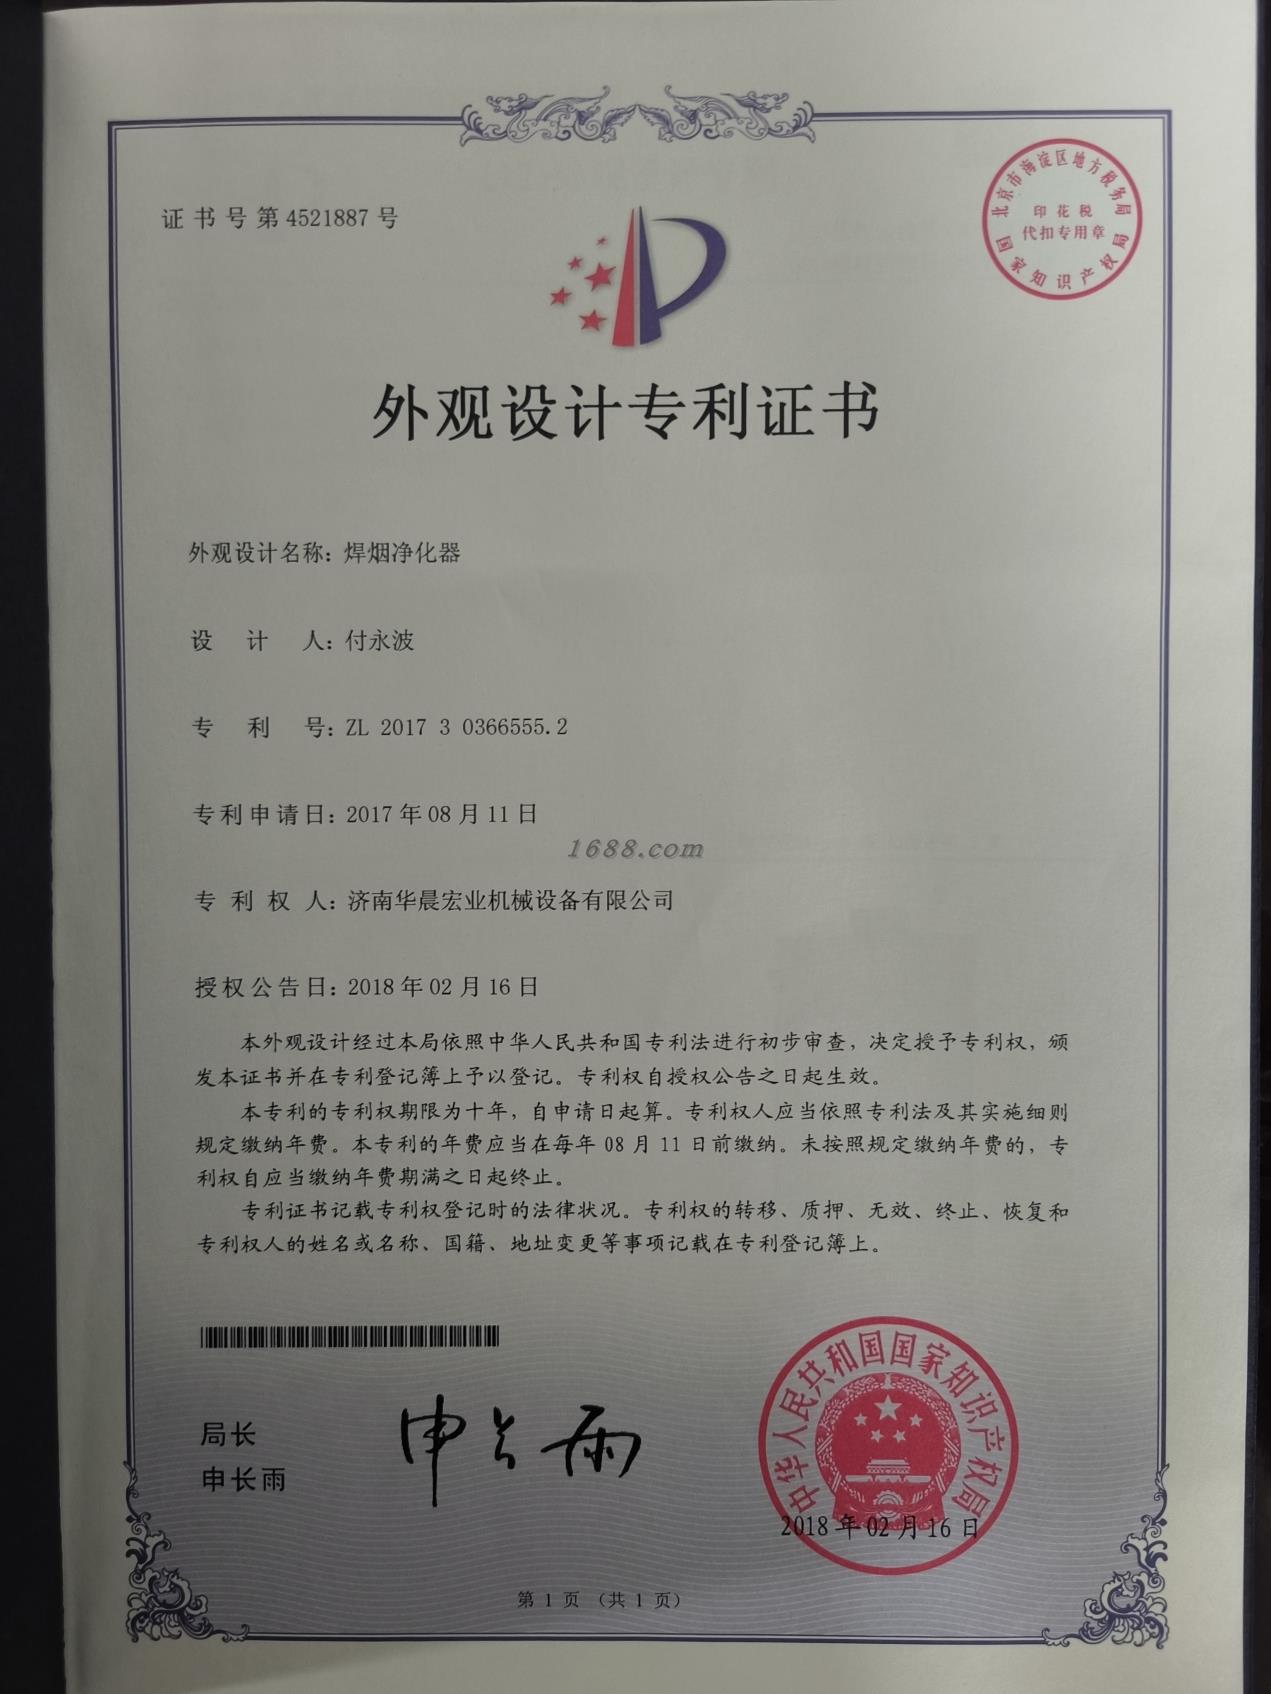 证书号第4521887号
北京市海淀区地方税务局
印花税
代扣专用章
国家知识产权局
外观设计专利证书
外观设计名称：焊烟净化器
设计人：付永波
专利号：ZL 2017 3 0366555.2
专利申请日：2017年08月11日
1688.com
专利权人：济南华晨宏业机械设备有限公司
授权公告日：2018年02月16日
本外观设计经过本局依照中华人民共和国专利法进行初步审查，决定授予专利权，颁
发本证书并在专利登记簿上予以登记。专利权自授权公告之日起生效。
本专利的专利权期限为十年，自申请日起算。专利权人应当依照专利法及其实施细则
规定缴纳年费。本专利的年费应当在每年08月11日前缴纳。未按照规定缴纳年费的，专
利权自应当缴纳年费期满之日起终止。
专利证书记载专利权登记时的法律状况。专利权的转移、质押、无效、终止、恢复和
专利权人的姓名或名称、国籍、地址变更等事项记载在专利登记簿上。
局长
申长雨
申长雨
中华人民共和国国家知识产权局
2018年02月16日
第1页（共1页）